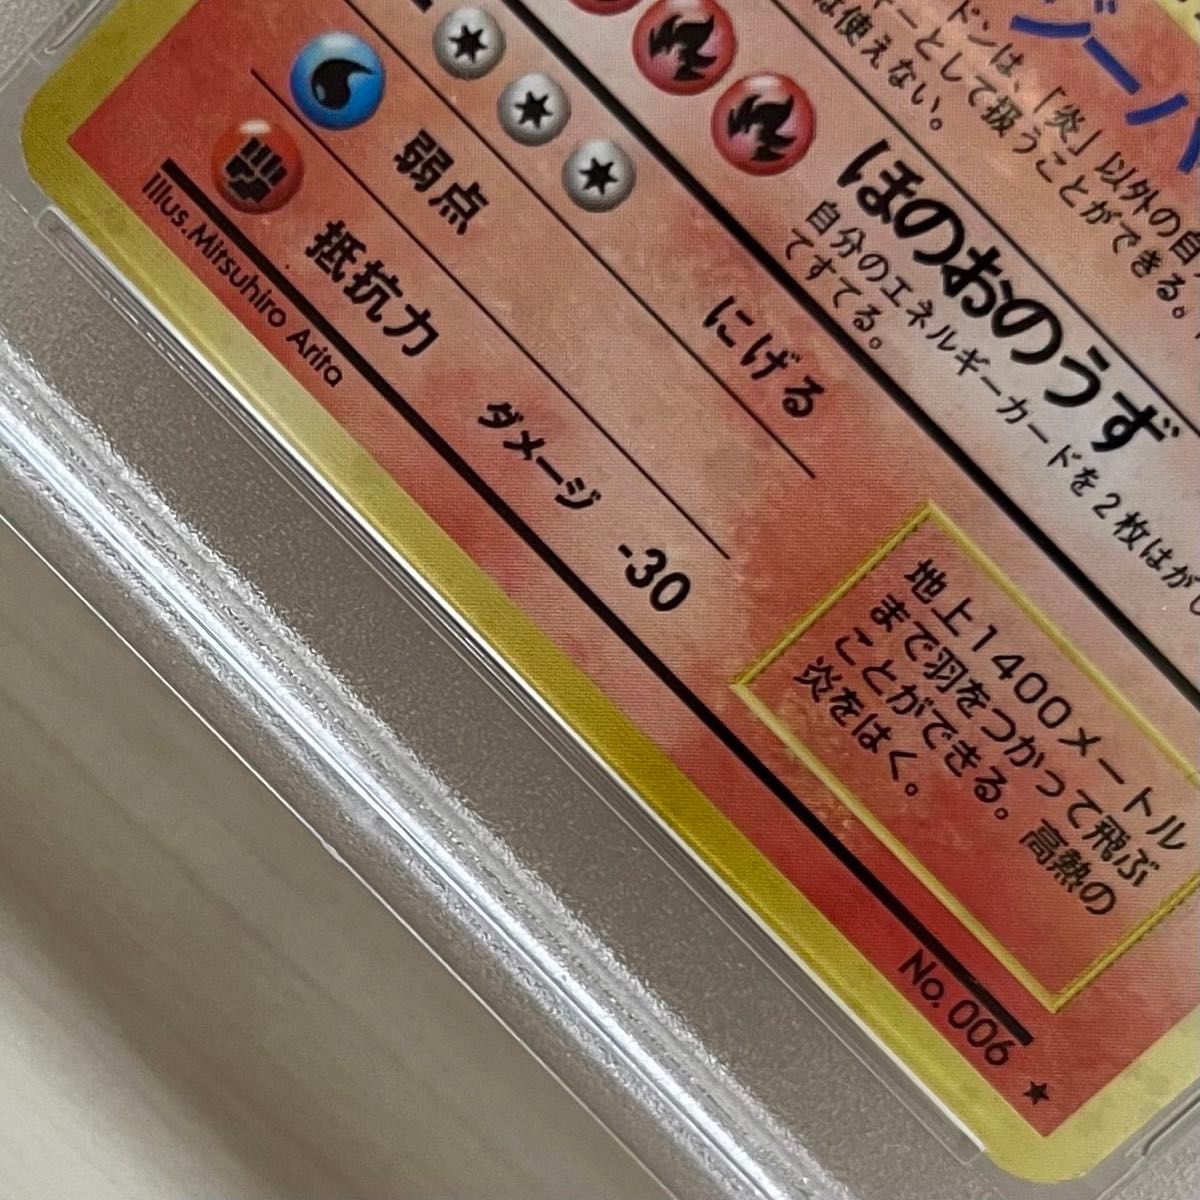 ジーバ
ドンは、「炎」以外の自
ギーとして扱うことができる。
は使えない。
ほのおのうず
自分のエネルギーカードを2枚はがし
てすてる。
にげる
弱点
抵抗力 ダメージ -30
地上1400メートル
まで羽をつかって飛ぶ
ことができる。高熱の
炎をはく。
Illus. Mitsuhiro Arita
No. 006 ★